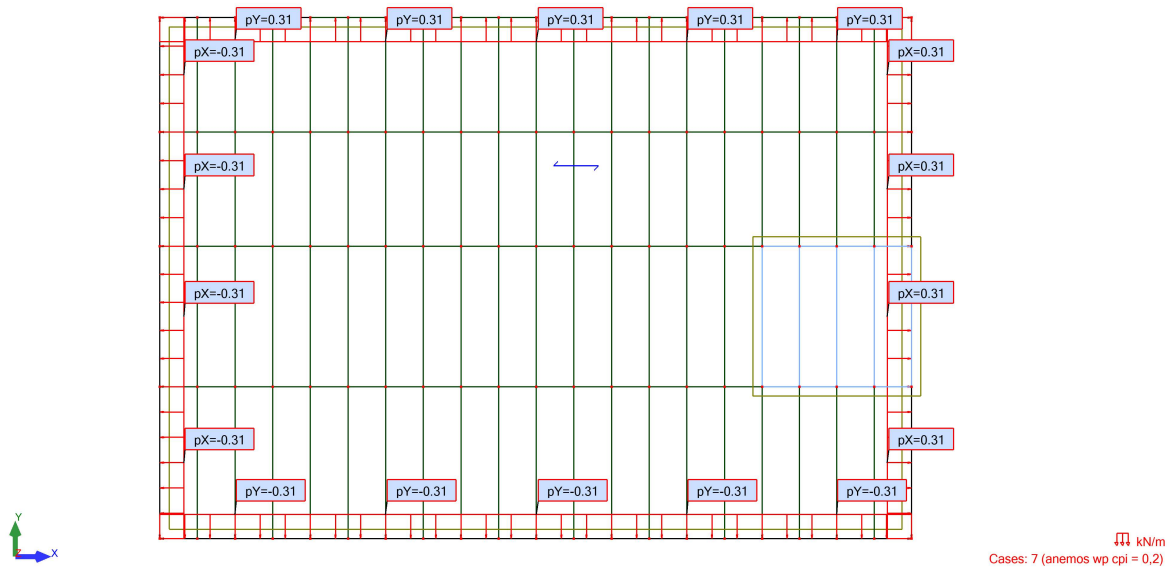 pY=0.31 pY=0.31 pY=0.31 pY=0.31 pY=0.31
pX=-0.31 pX=0.31
pX=-0.31 pX=0.31
pX=-0.31 pX=0.31
pX=-0.31 pX=0.31
pY=-0.31 pY=-0.31 pY=-0.31 pY=-0.31 pY=-0.31
Y
Z X
kN/m
Cases: 7 (anemos wp cpi = 0,2)